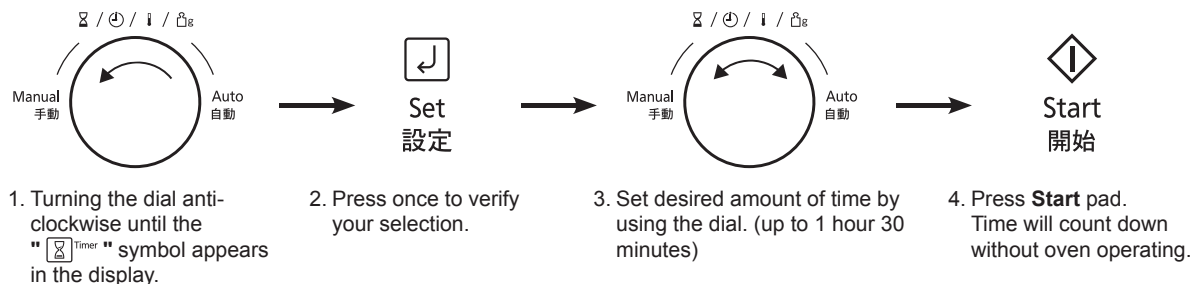 / / / g
Manual
手動
Auto
自動
Set
設定
/ / / g
Manual
手動
Auto
自動
Start
開始
1. Turning the dial anti-
clockwise until the
" Timer " symbol appears
in the display.
2. Press once to verify
your selection.
3. Set desired amount of time by
using the dial. (up to 1 hour 30
minutes)
4. Press Start pad.
Time will count down
without oven operating.